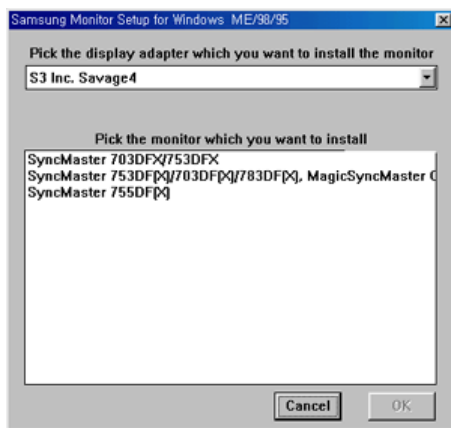 Samsung Monitor Setup for Windows ME/98/95
Pick the display adapter which you want to install the monitor
S3 Inc. Savage4
Pick the monitor which you want to install
SyncMaster 703DFX/753DFX
SyncMaster 753DF[X]/703DF[X]/783DF[X], MagicSyncMaster C
SyncMaster 755DF[X]
Cancel
OK